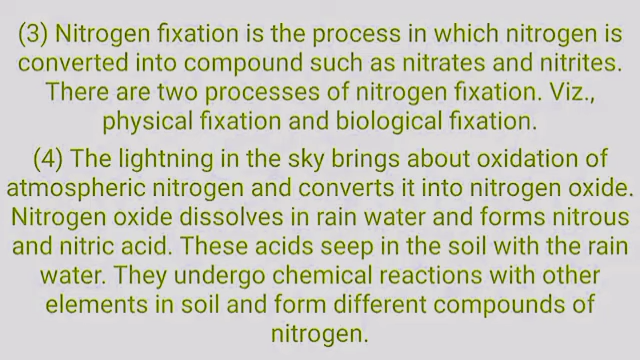 (3) Nitrogen fixation is the process in which nitrogen is
converted into compound such as nitrates and nitrites.
There are two processes of nitrogen fixation. Viz.,
physical fixation and biological fixation.
(4) The lightning in the sky brings about oxidation of
atmospheric nitrogen and converts it into nitrogen oxide.
Nitrogen oxide dissolves in rain water and forms nitrous
and nitric acid. These acids seep in the soil with the rain
water. They undergo chemical reactions with other
elements in soil and form different compounds of
nitrogen.